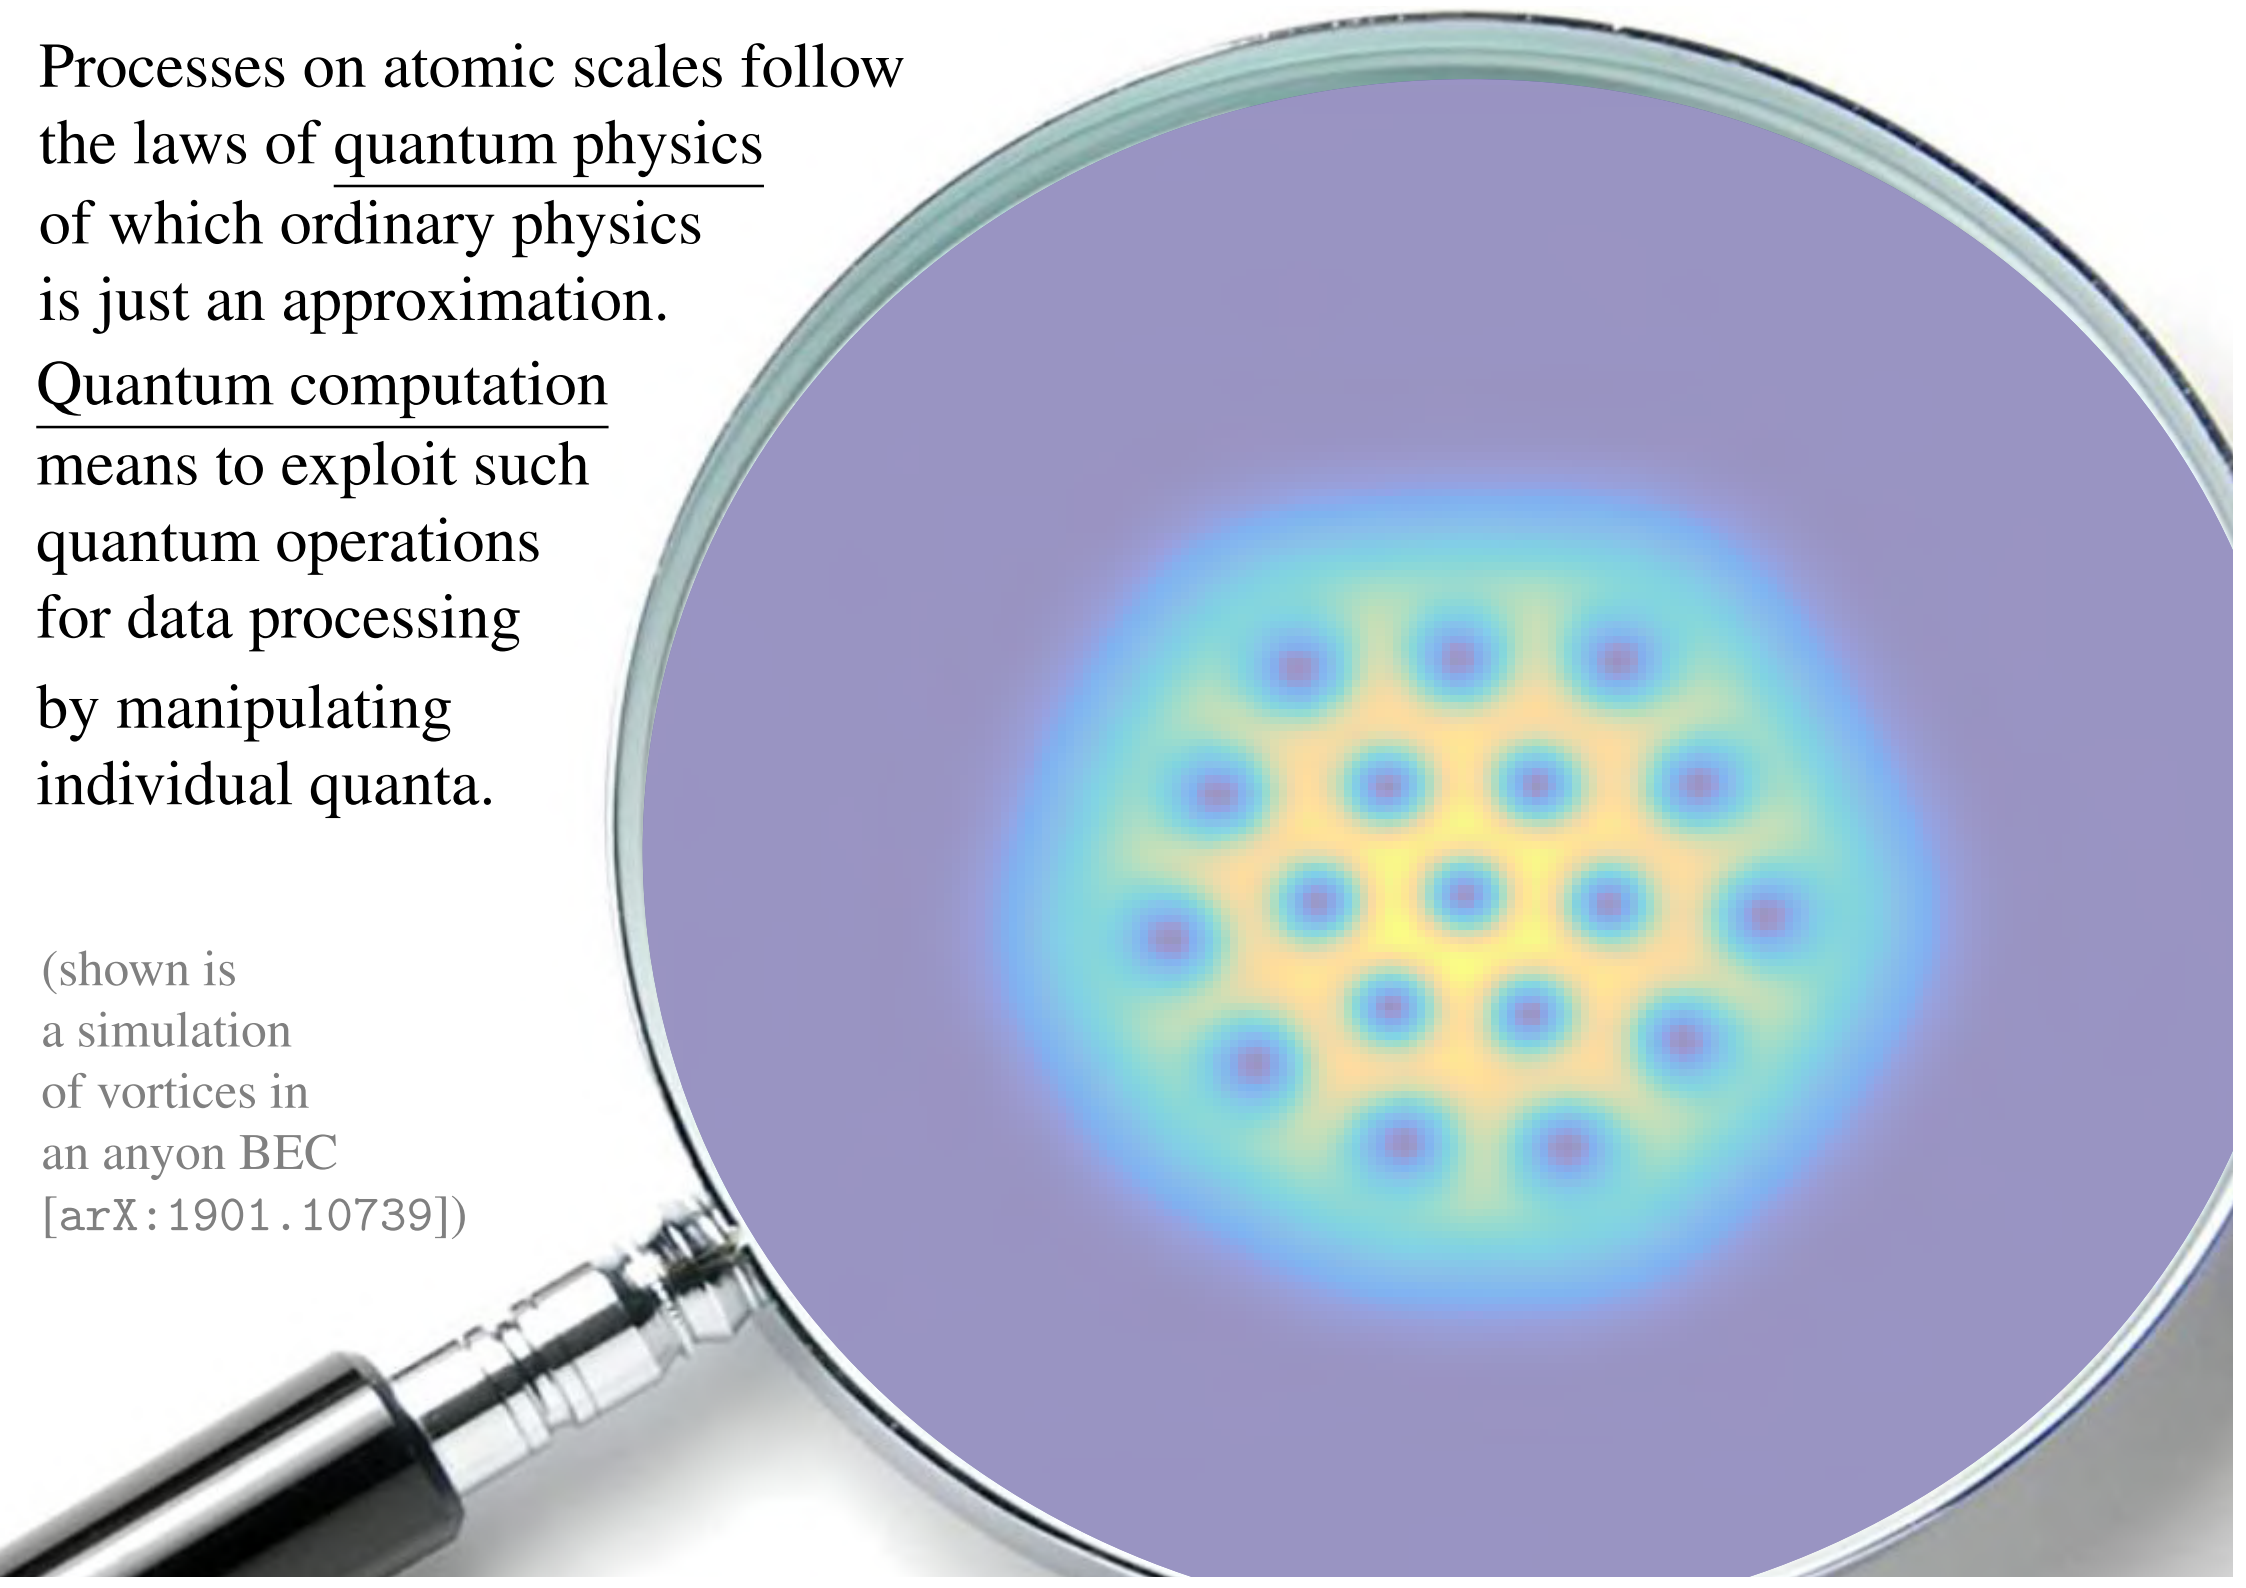 Processes on atomic scales follow
the laws of quantum physics
of which ordinary physics
is just an approximation.
Quantum computation
means to exploit such
quantum operations
for data processing
by manipulating
individual quanta.
(shown is
a simulation
of vortices in
an anyon BEC
[arX:1901.10739])